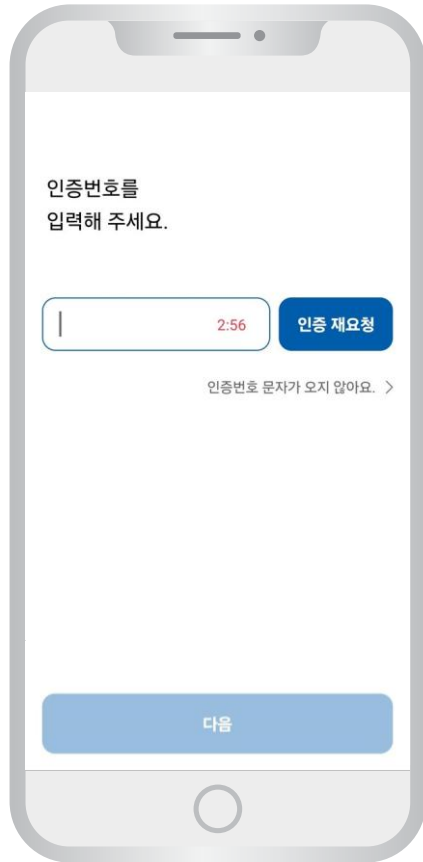 인증번호를
입력해 주세요.
2:56
인증 재요청
인증번호 문자가 오지 않아요. >
다음